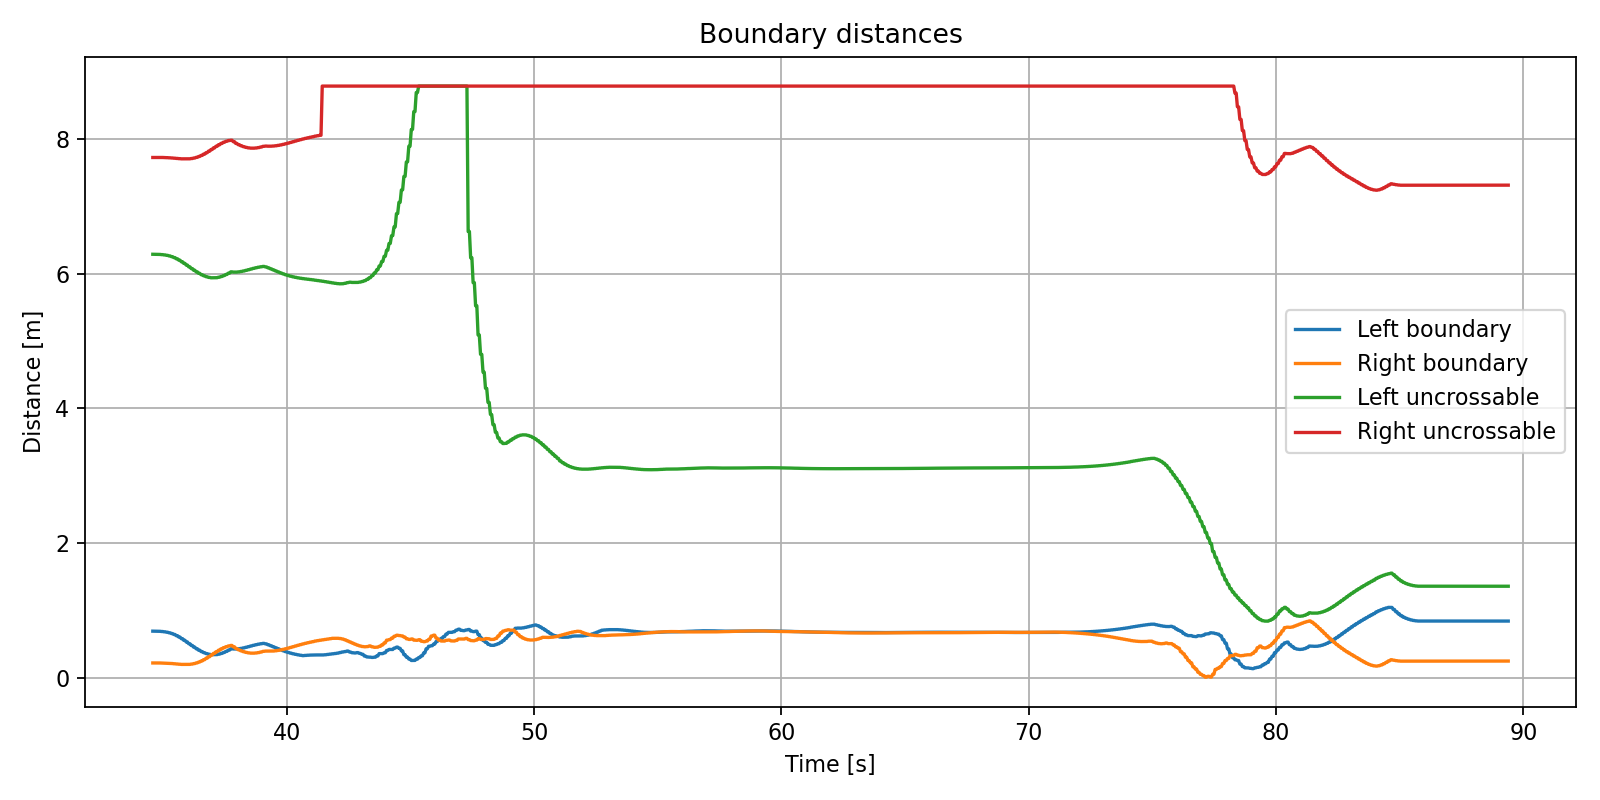 Boundary distances
Distance [m]
8
6
4
2
0
Left boundary
Right boundary
Left uncrossable
Right uncrossable
40 50 60 70 80 90
Time [s]